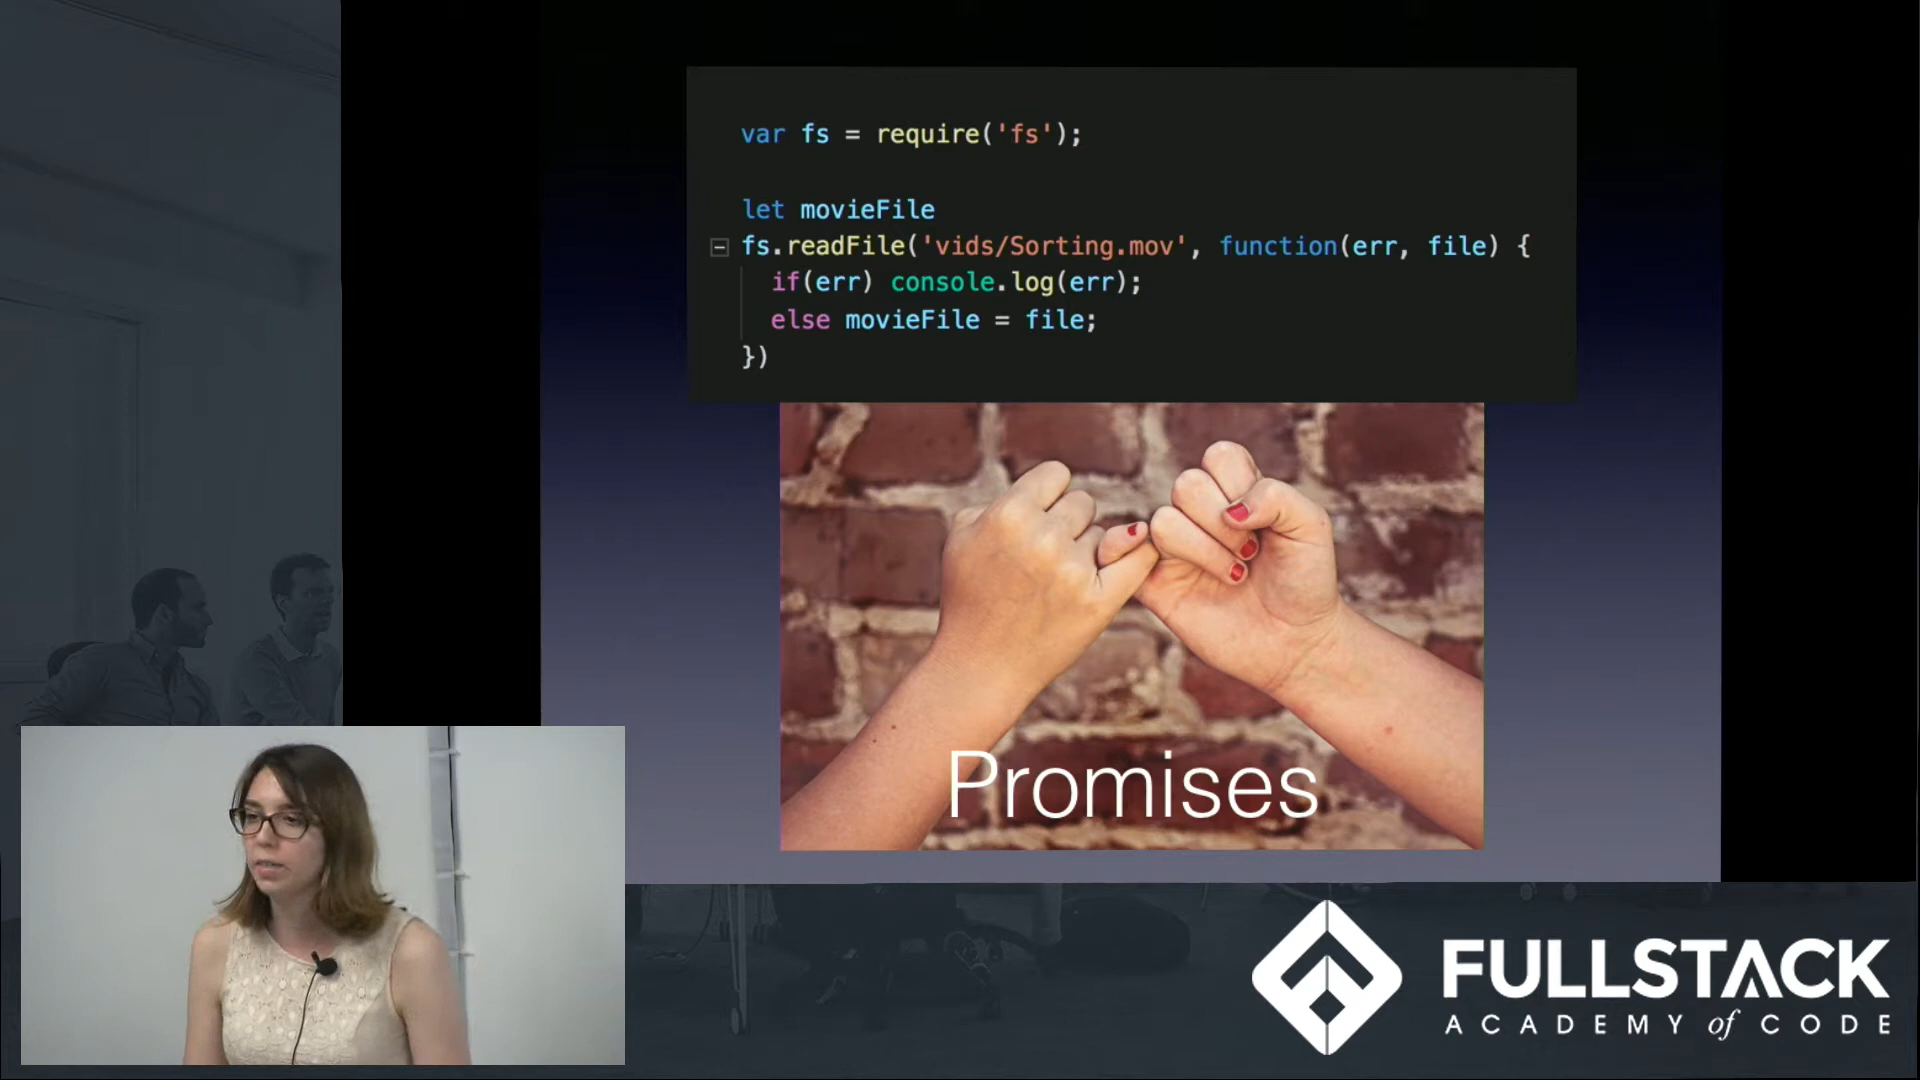 var fs = require('fs');
let movieFile
fs.readFile('vids/Sorting.mov', function(err, file) {
if(err) console.log(err);
else movieFile = file;
})
Promises
FULLSTACK
ACADEMY of CODE